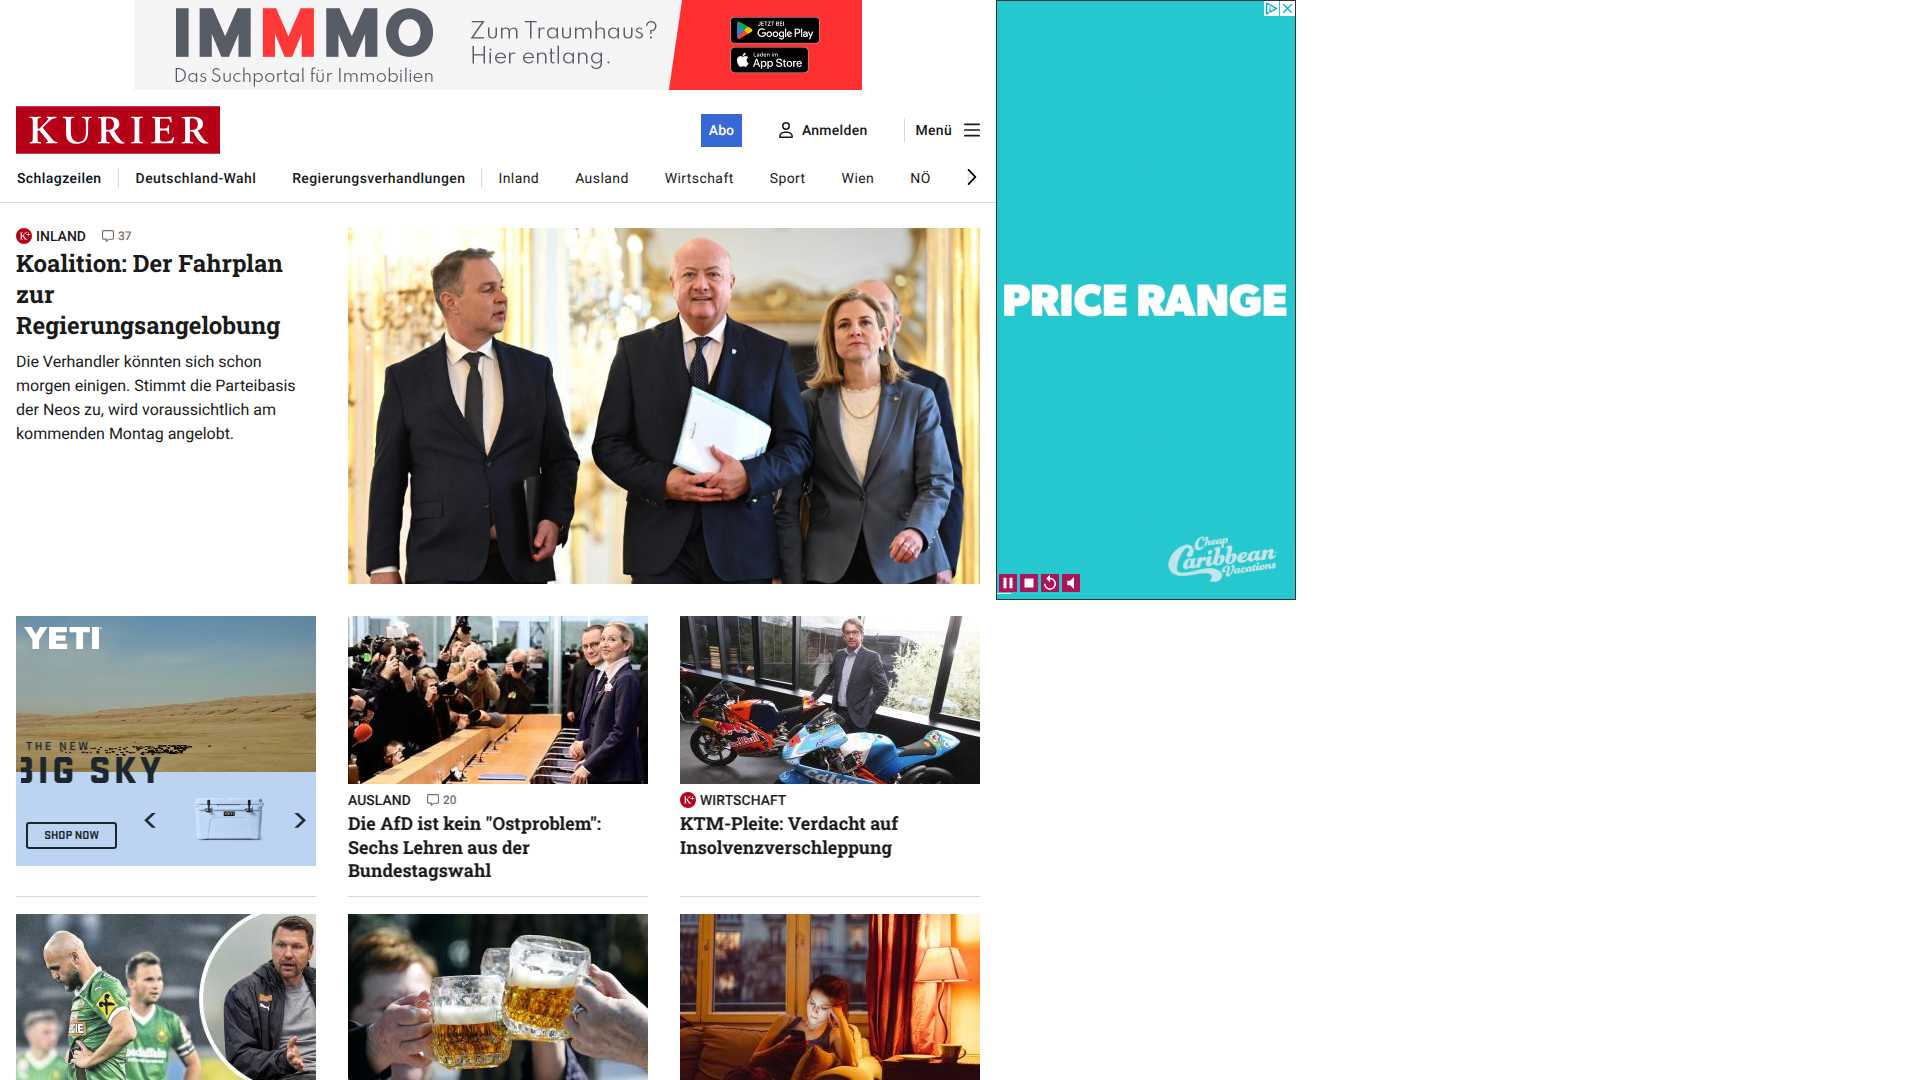 IMMMO
Das Suchportal für Immobilien
Zum Traumhaus?
Hier entlang.
JETZT BEI
Google Play
Laden im
App Store
KURIER
Abo
Anmelden
Menü
Schlagzeilen
Deutschland-Wahl
Regierungsverhandlungen
Inland
Ausland
Wirtschaft
Sport
Wien
NÖ
INLAND 37
Koalition: Der Fahrplan
zur
Regierungsangelobung
Die Verhandler könnten sich schon
morgen einigen. Stimmt die Parteibasis
der Neos zu, wird voraussichtlich am
kommenden Montag angelobt.
PRICE RANGE
Cheap
Caribbean
Vacations
YETI
THE NEW
BIG SKY
SHOP NOW
AUSLAND 20
Die AfD ist kein "Ostproblem":
Sechs Lehren aus der
Bundestagswahl
WIRTSCHAFT
KTM-Pleite: Verdacht auf
Insolvenzverschleppung